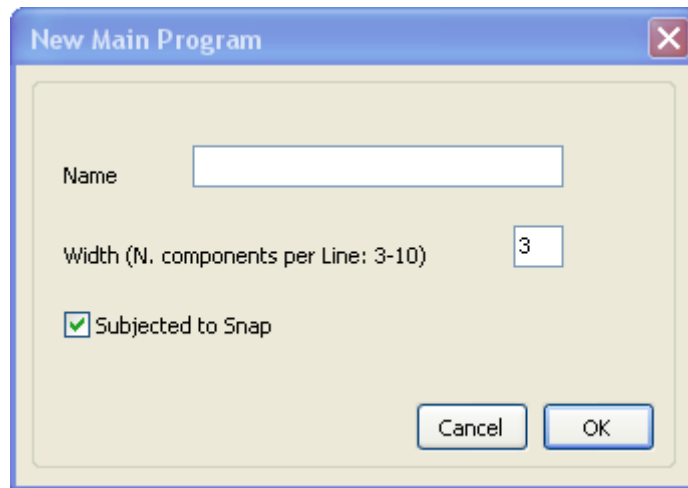 New Main Program
Name
Width (N. components per Line: 3-10) 3
Subjected to Snap
Cancel OK